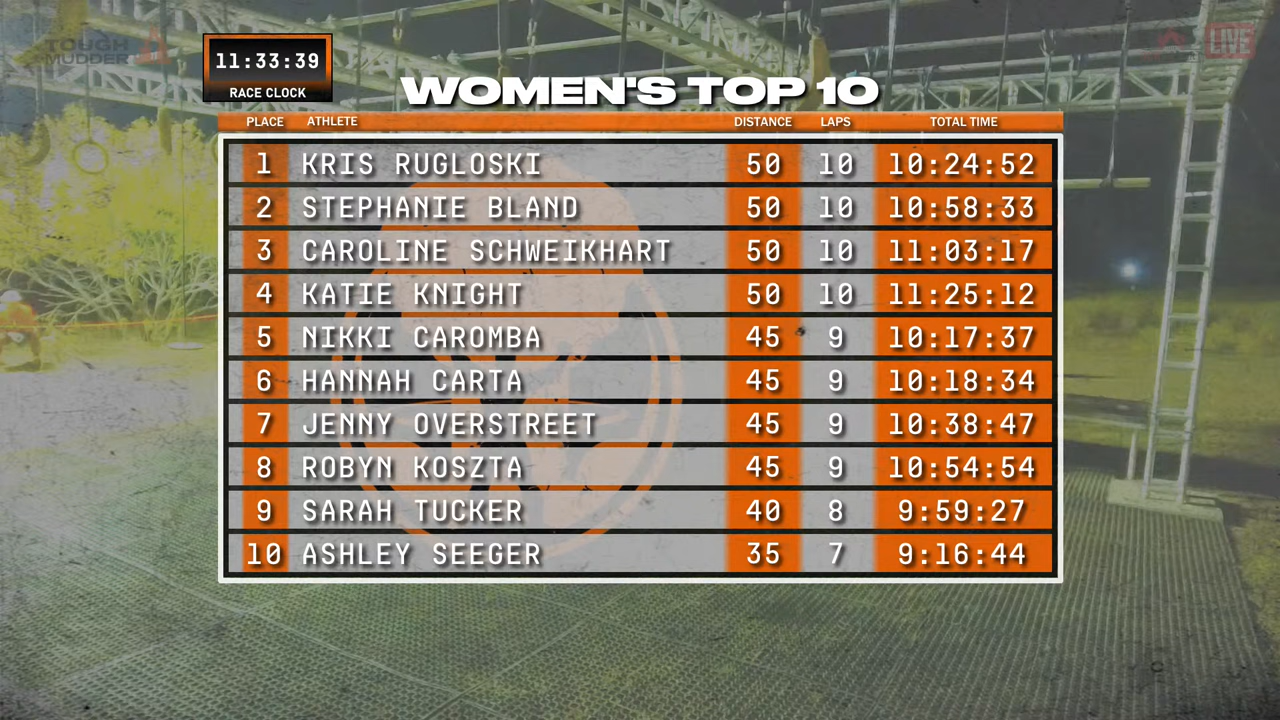 TOUGH MUDDER
11:33:39
RACE CLOCK
LIVE
WOMEN'S TOP 10
PLACE ATHLETE DISTANCE LAPS TOTAL TIME
1 KRIS RUGLOSKI 50 10 10:24:52
2 STEPHANIE BLAND 50 10 10:58:33
3 CAROLINE SCHWEIKHART 50 10 11:03:17
4 KATIE KNIGHT 50 10 11:25:12
5 NIKKI CAROMBA 45 9 10:17:37
6 HANNAH CARTA 45 9 10:18:34
7 JENNY OVERSTREET 45 9 10:38:47
8 ROBYN KOSZTA 45 9 10:54:54
9 SARAH TUCKER 40 8 9:59:27
10 ASHLEY SEEGER 35 7 9:16:44